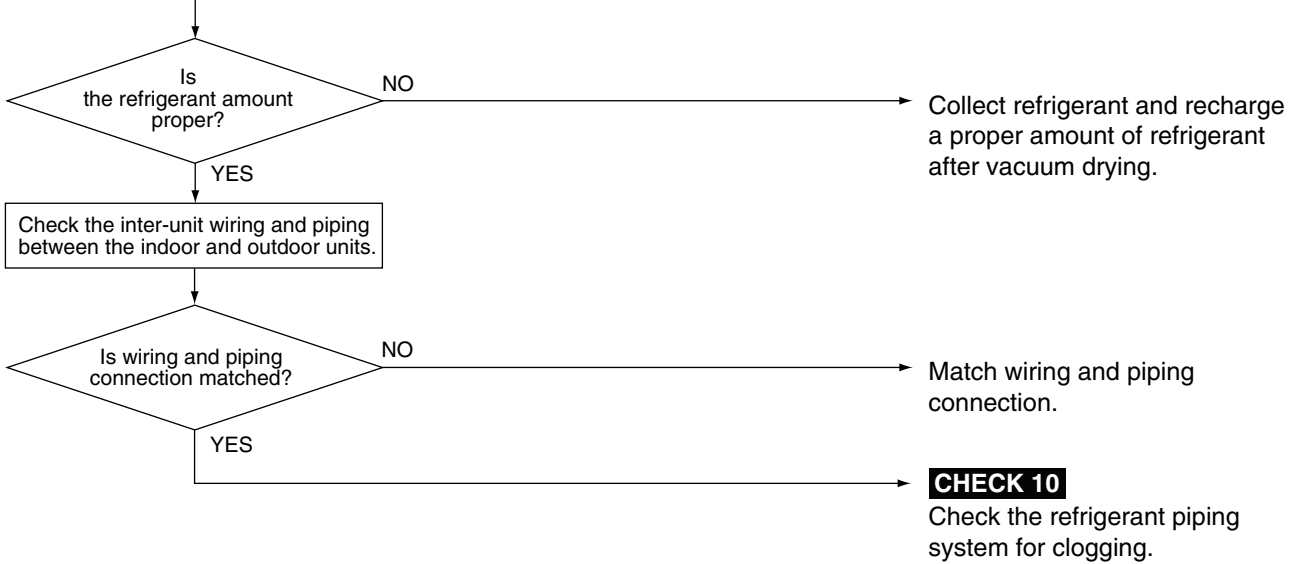 Is
the refrigerant amount
proper?
NO
Collect refrigerant and recharge
a proper amount of refrigerant
after vacuum drying.
YES
Check the inter-unit wiring and piping
between the indoor and outdoor units.
Is wiring and piping
connection matched?
NO
Match wiring and piping
connection.
YES
CHECK 10
Check the refrigerant piping
system for clogging.